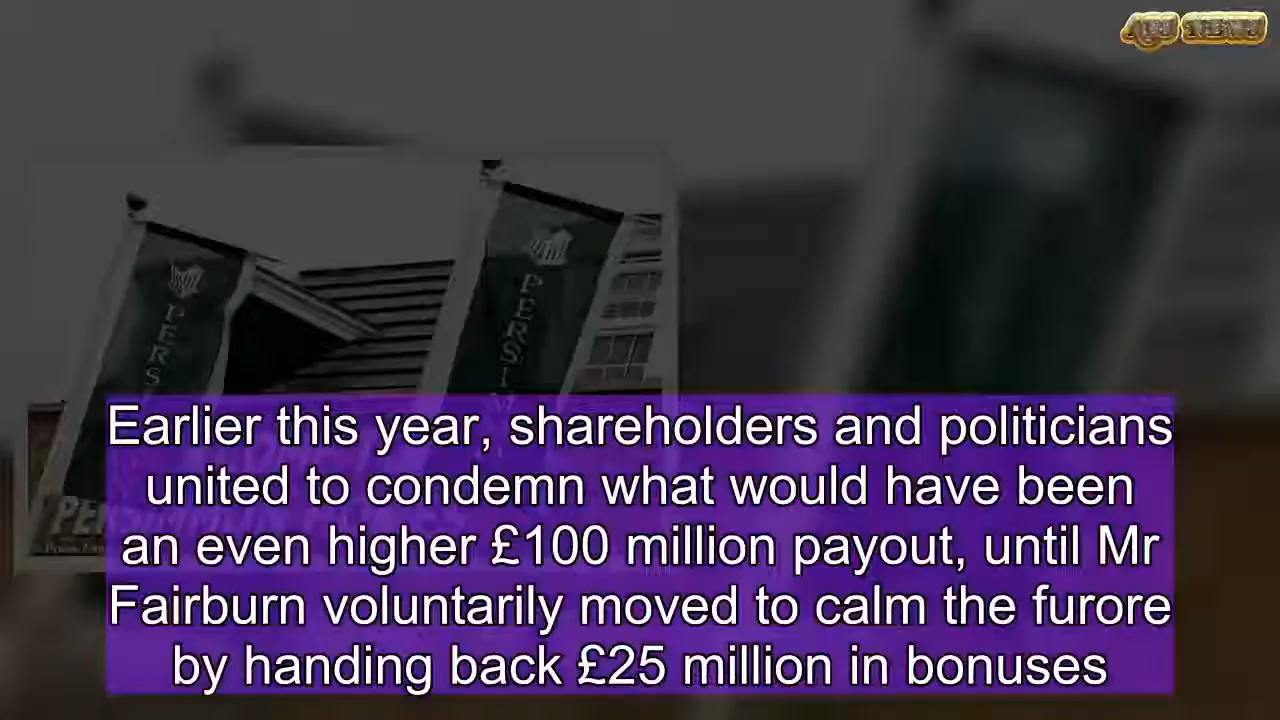 PERSI
Earlier this year, shareholders and politicians
united to condemn what would have been
an even higher £100 million payout, until Mr
Fairburn voluntarily moved to calm the furore
by handing back £25 million in bonuses